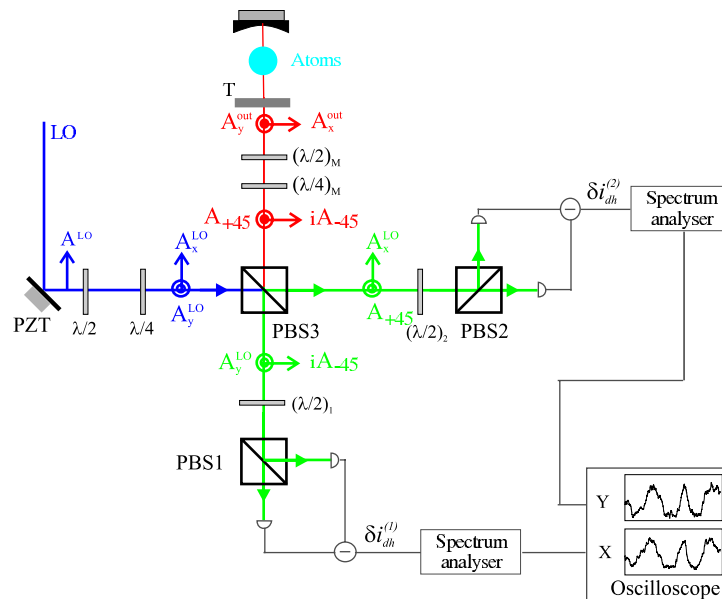 Atoms
T
A_y^out A_x^out
LO
(λ/2)_M
(λ/4)_M
A_+45 iA_-45
A^LO A_x^LO A_x^LO
A_y^LO
A_+45
PZT λ/2 λ/4 PBS3 (λ/2)_2 PBS2
δi_dh^(2) Spectrum
analyser
A_y^LO iA_-45
(λ/2)_1
PBS1
δi_dh^(1) Spectrum
analyser
Y
X
Oscilloscope